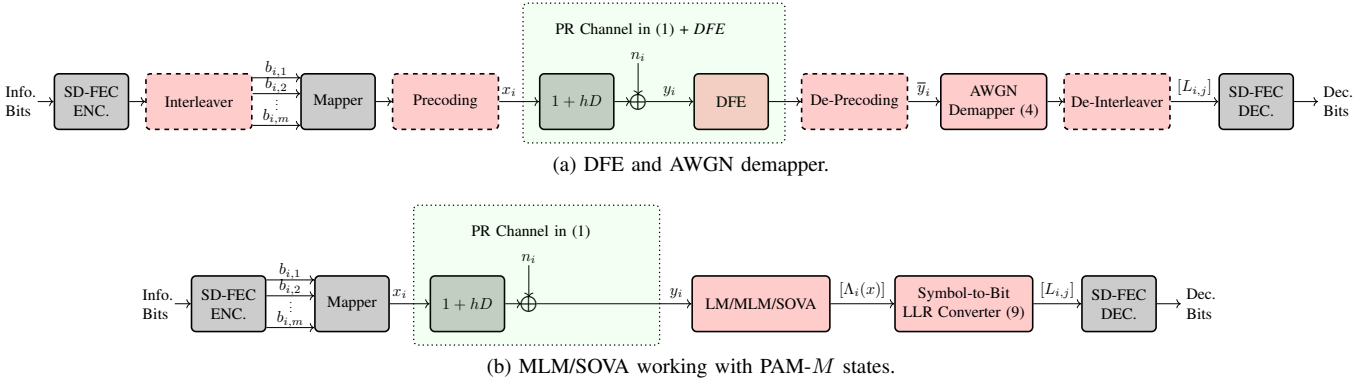 PR Channel in (1) + DFE
Info.
Bits
SD-FEC
ENC.
Interleaver
b_{i,1}
b_{i,2}
⋮
b_{i,m}
Mapper
Precoding
x_i
1 + hD
n_i
y_i
DFE
De-Precoding
\overline{y}_i
AWGN
Demapper (4)
De-Interleaver
[L_{i,j}]
SD-FEC
DEC.
Dec.
Bits
(a) DFE and AWGN demapper.
PR Channel in (1)
Info.
Bits
SD-FEC
ENC.
b_{i,1}
b_{i,2}
⋮
b_{i,m}
Mapper
x_i
1 + hD
n_i
y_i
LM/MLM/SOVA
[Λ_i(x)]
Symbol-to-Bit
LLR Converter (9)
[L_{i,j}]
SD-FEC
DEC.
Dec.
Bits
(b) MLM/SOVA working with PAM-M states.